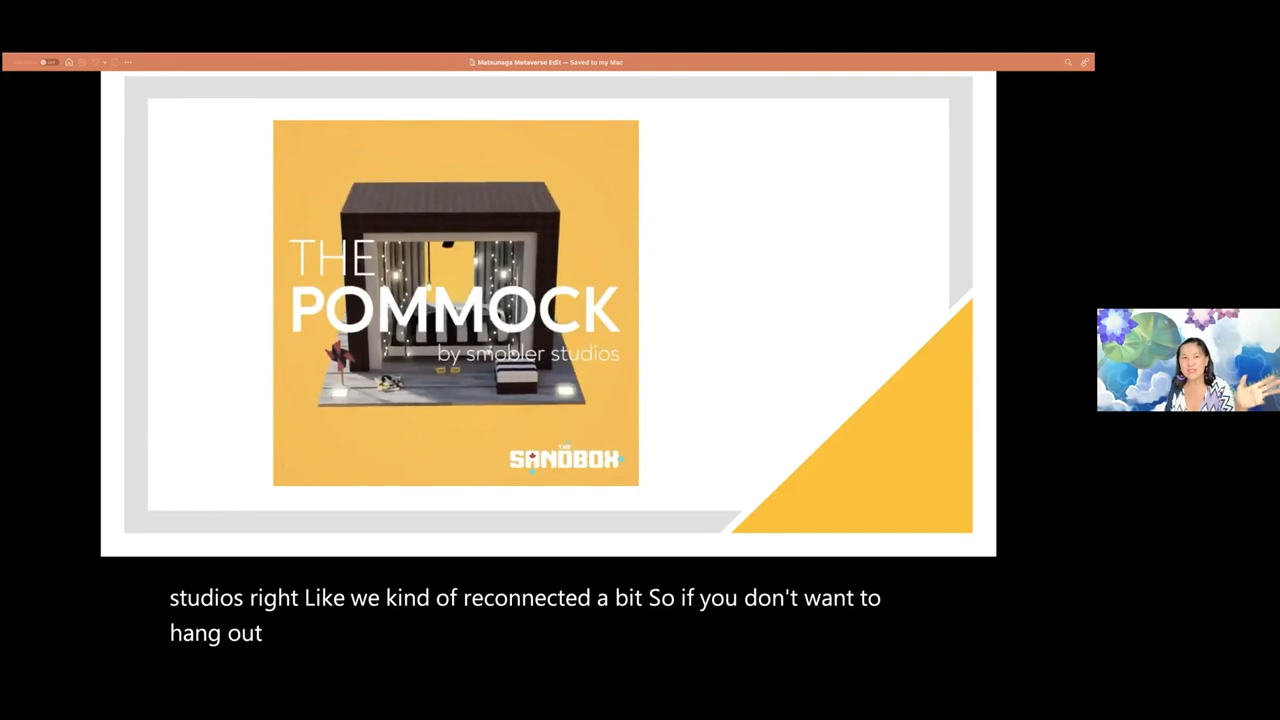 Matsunaga Metaverse Edit — Saved to my Mac
THE
POMMOCK
by smobler studios
THE
SANDBOX
studios right Like we kind of reconnected a bit So if you don't want to
hang out